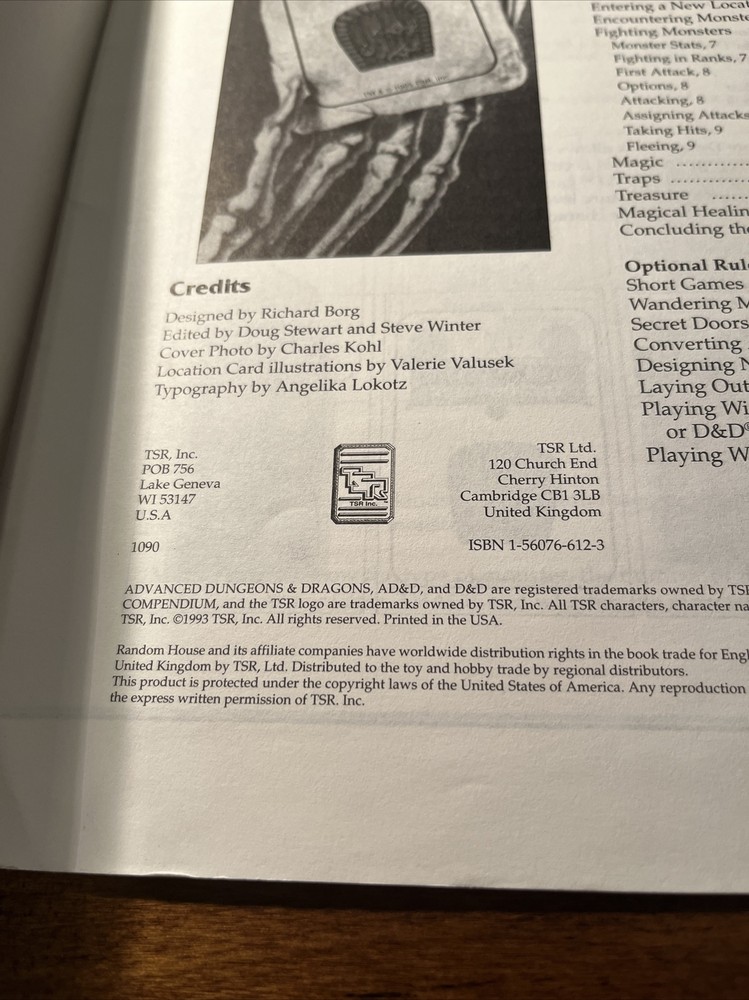 Entering a New Locat
Encountering Monste
Fighting Monsters
Monster Stats, 7
Fighting in Ranks, 7
First Attack, 8
Options, 8
Attacking, 8
Assigning Attacks
Taking Hits, 9
Fleeing, 9
Magic ............
Traps ............
Treasure ......
Magical Healin
Concluding the
Optional Rul
Short Games
Wandering M
Secret Doors
Converting
Designing N
Laying Out
Playing Wi
or D&D®
Playing W
Credits
Designed by Richard Borg
Edited by Doug Stewart and Steve Winter
Cover Photo by Charles Kohl
Location Card illustrations by Valerie Valusek
Typography by Angelika Lokotz
TSR, Inc.
POB 756
Lake Geneva
WI 53147
U.S.A
TSR Inc.
TSR Ltd.
120 Church End
Cherry Hinton
Cambridge CB1 3LB
United Kingdom
1090
ISBN 1-56076-612-3
ADVANCED DUNGEONS & DRAGONS, AD&D, and D&D are registered trademarks owned by TSR
COMPENDIUM, and the TSR logo are trademarks owned by TSR, Inc. All TSR characters, character na
TSR, Inc. ©1993 TSR, Inc. All rights reserved. Printed in the USA.
Random House and its affiliate companies have worldwide distribution rights in the book trade for Engl
United Kingdom by TSR, Ltd. Distributed to the toy and hobby trade by regional distributors.
This product is protected under the copyright laws of the United States of America. Any reproduction
the express written permission of TSR. Inc.